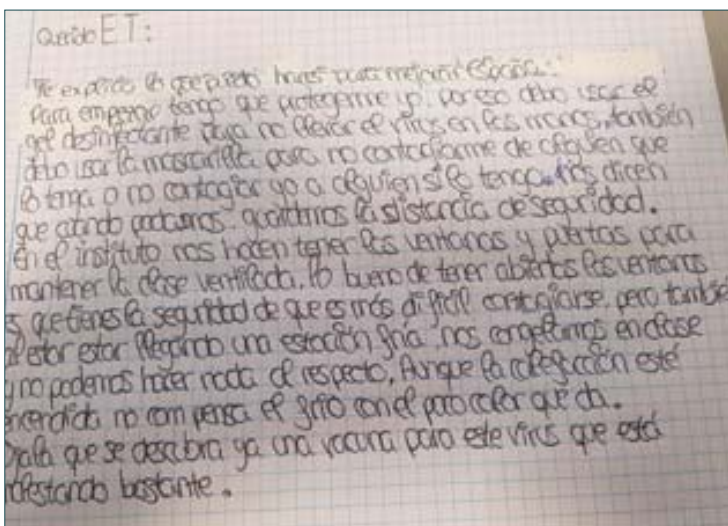 Querido ET:
Te explico lo que puedo hacer para mejorar España:
Para empezar tengo que protegerme yo, por eso debo usar el
gel desinfectante para no llevar el virus en las manos, también
debo usar la mascarilla para no contagiarme de alguien que
lo tenga o no contagiar yo a alguien si lo tengo. Nos dicen
que cuando podamos guardemos la distancia de seguridad.
En el instituto nos hacen tener las ventanas y puertas para
mantener la clase ventilada. Lo bueno de tener abiertas las ventanas
es que tienes la seguridad de que es más difícil contagiarse, pero también
al estar estar llegando una estación fría nos congelamos en clase
y no podemos hacer nada al respecto. Aunque la calefacción esté
encendida no compensa el frío con el poco calor que da.
Ojalá que se descubra ya una vacuna para este virus que está
molestando bastante.